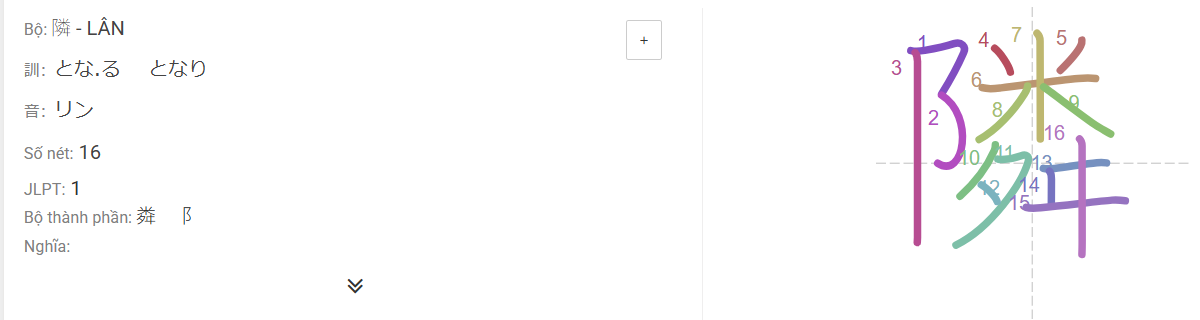 Bộ: 隣 - LÂN
+
訓: とな.る となり
音: リン
Số nét: 16
JLPT: 1
Bộ thành phần: 粦 阝
Nghĩa:
1 2 3 4 5 6 7 8 9 10 11 12 13 14 15 16
隣